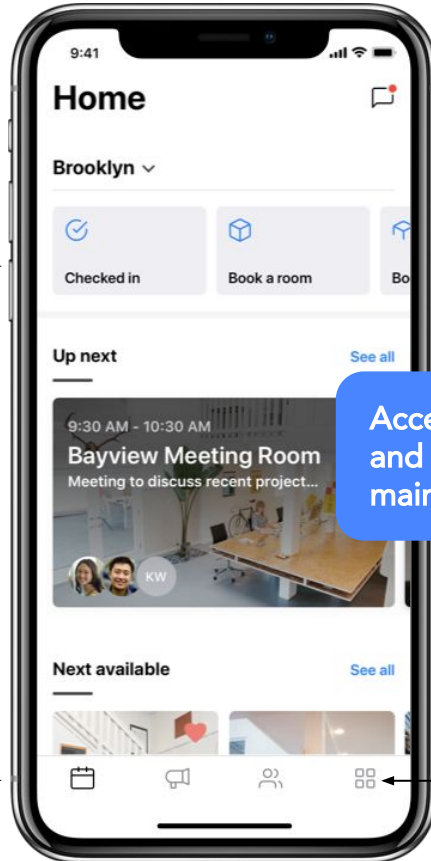 9:41
Home
Brooklyn
Checked in
Book a room
Up next
See all
9:30 AM - 10:30 AM
Bayview Meeting Room
Meeting to discuss recent project...
KW
and
Next available
See all